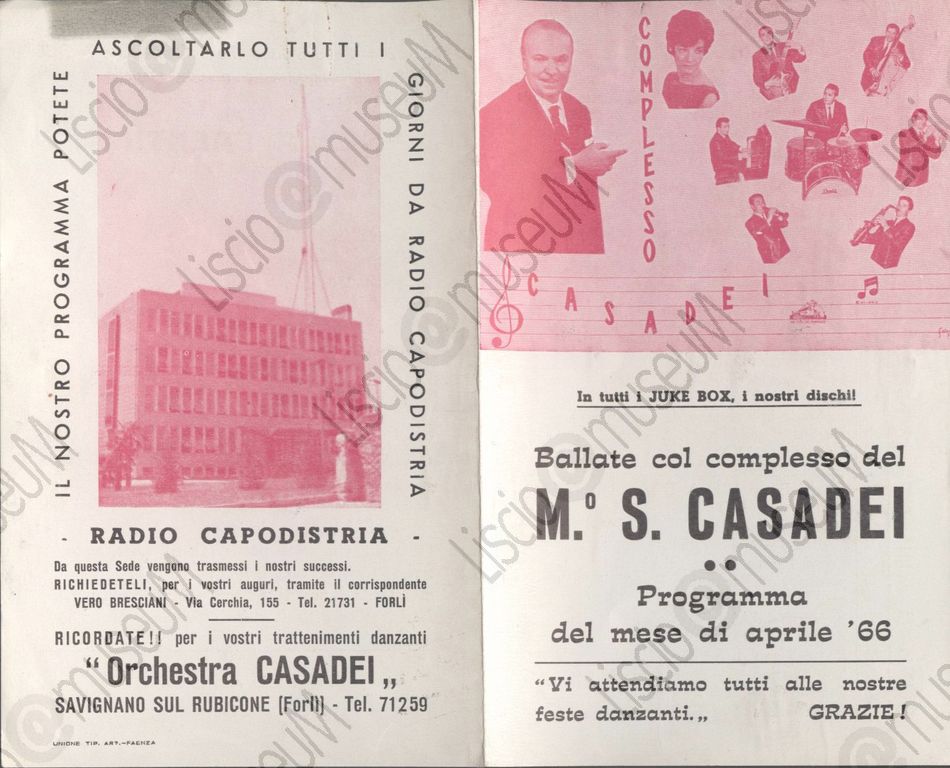 IL NOSTRO PROGRAMMA POTETE
ASCOLTARLO TUTTI I
GIORNI DA RADIO CAPODISTRIA
- RADIO CAPODISTRIA -
Da questa Sede vengono trasmessi i nostri successi.
RICHIEDETELI, per i vostri auguri, tramite il corrispondente
VERO BRESCIANI - Via Cerchia, 155 - Tel. 21731 - FORLÌ
RICORDATE!! per i vostri trattenimenti danzanti
“Orchestra CASADEI„
SAVIGNANO SUL RUBICONE (Forlì) - Tel. 71259
UNIONE TIP. ART.-FAENZA
COMPLESSO
CASADEI
In tutti i JUKE BOX, i nostri dischi!
Ballate col complesso del
M.º S. CASADEI
Programma
del mese di aprile '66
“Vi attendiamo tutti alle nostre
feste danzanti.„ GRAZIE!
Liscio@museuM